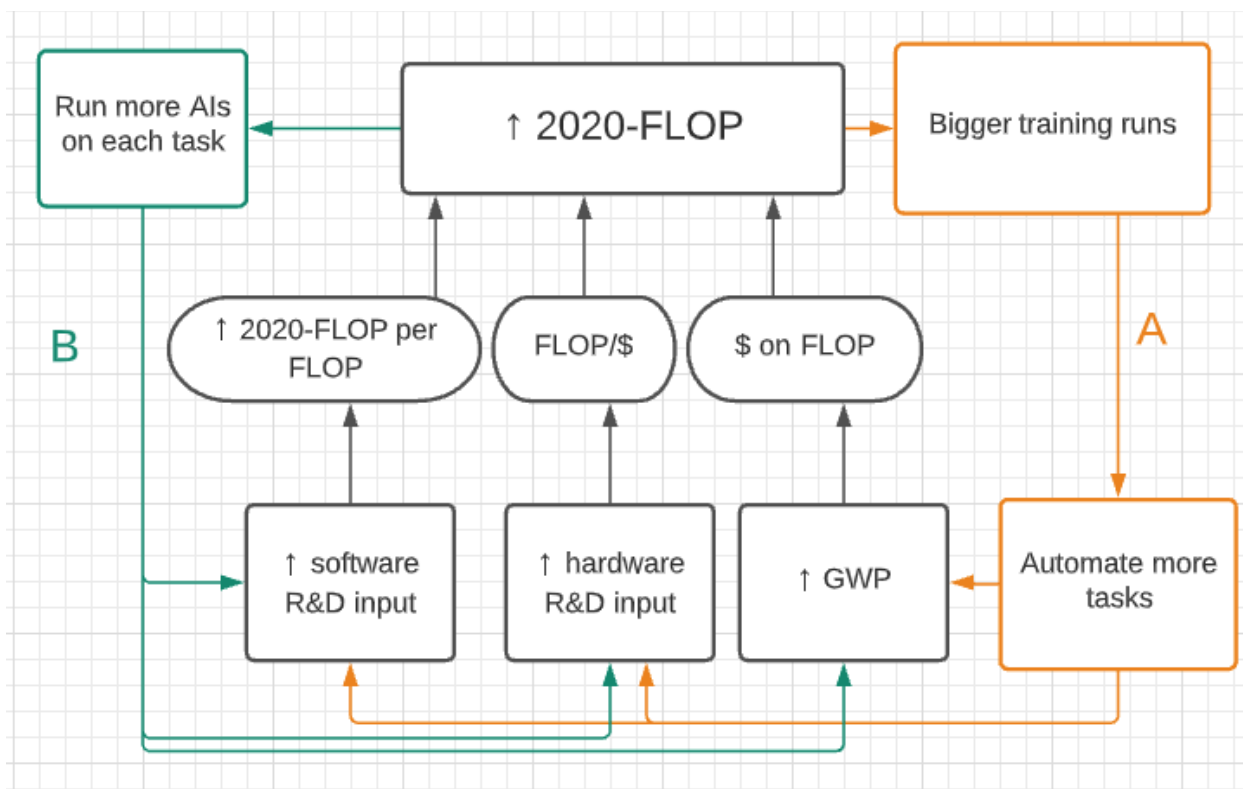 Run more AIs
on each task
↑ 2020-FLOP
Bigger training runs
B
↑ 2020-FLOP per
FLOP
FLOP/$
$ on FLOP
A
↑ software
R&D input
↑ hardware
R&D input
↑ GWP
Automate more
tasks